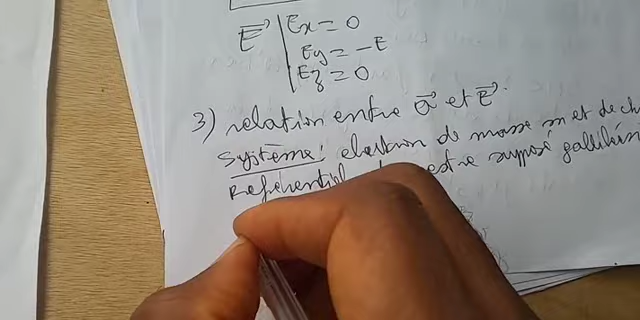 E⃗ | Ex = 0
Ey = -E
Ez = 0
3) relation entre a⃗ et E⃗.
Système: électron de masse m et de ch
Référentiel estre supposé galiléen